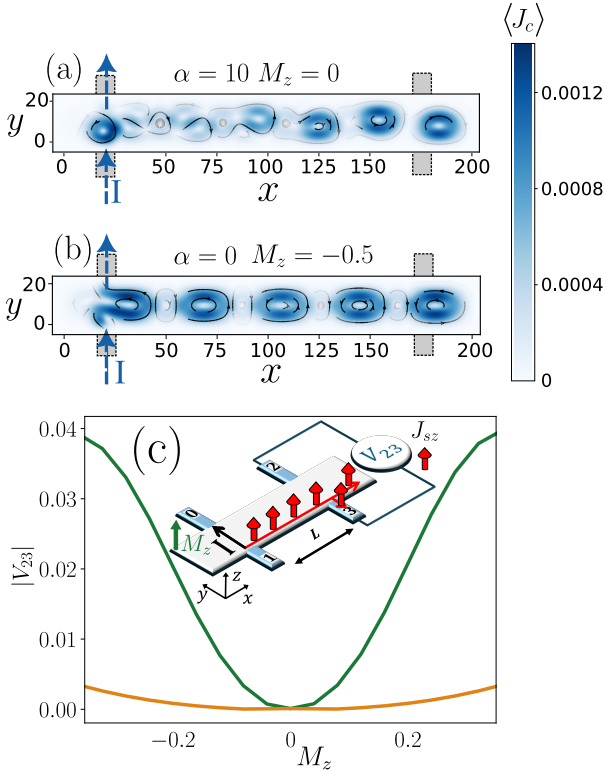 ⟨J_c⟩
(a) α = 10 M_z = 0
20
y
0
0 25 50 75 100 125 150 175 200
I
x
0.0012
0.0008
0.0004
0
(b) α = 0 M_z = −0.5
20
y
0
0 25 50 75 100 125 150 175 200
I
x
(c)
0.04
0.03
0.02
0.01
0.00
|V_23|
V_23
J_sz
2
0
3
L
I
1
M_z
z
y
x
−0.2 0 0.2
M_z